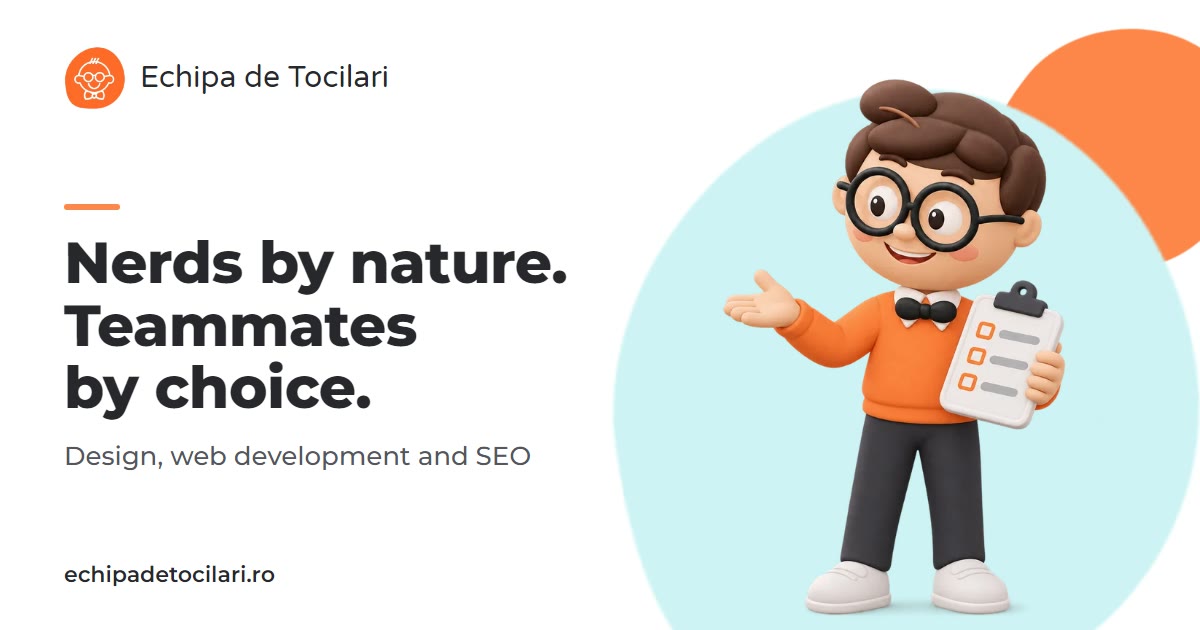 Echipa de Tocilari
Nerds by nature.
Teammates
by choice.
Design, web development and SEO
echipadetocilari.ro